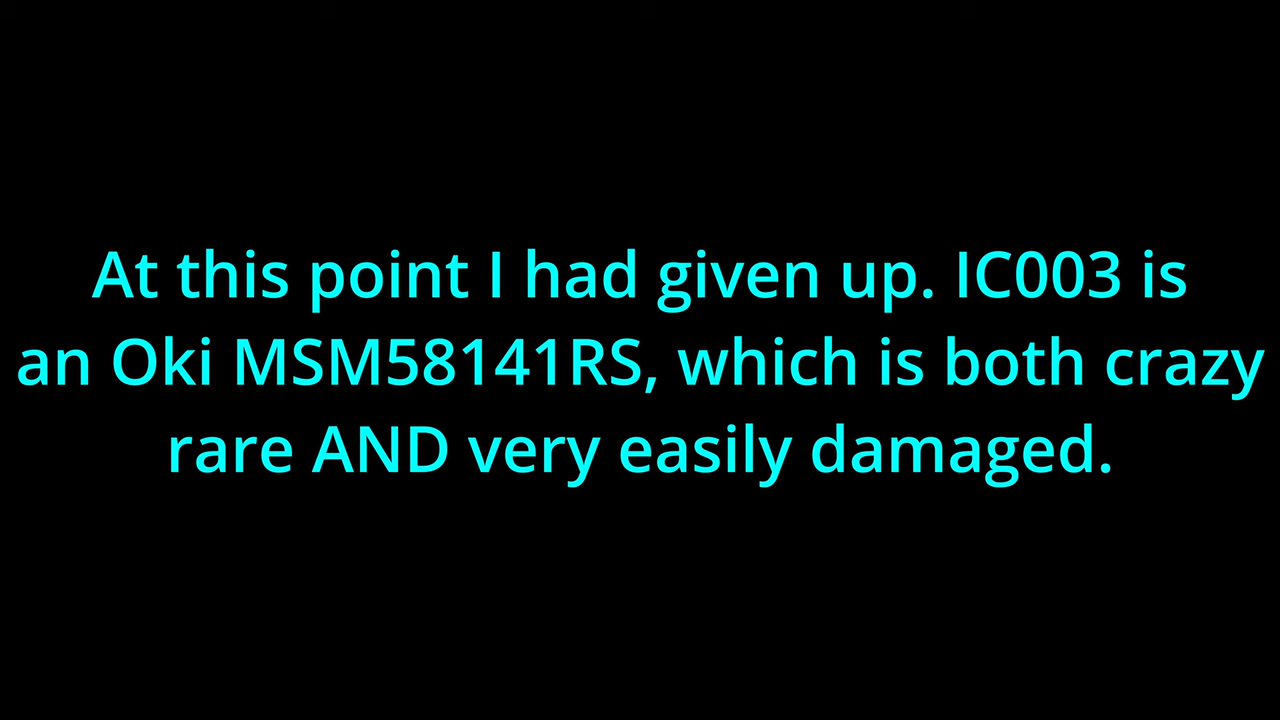 At this point I had given up. IC003 is
an Oki MSM58141RS, which is both crazy
rare AND very easily damaged.